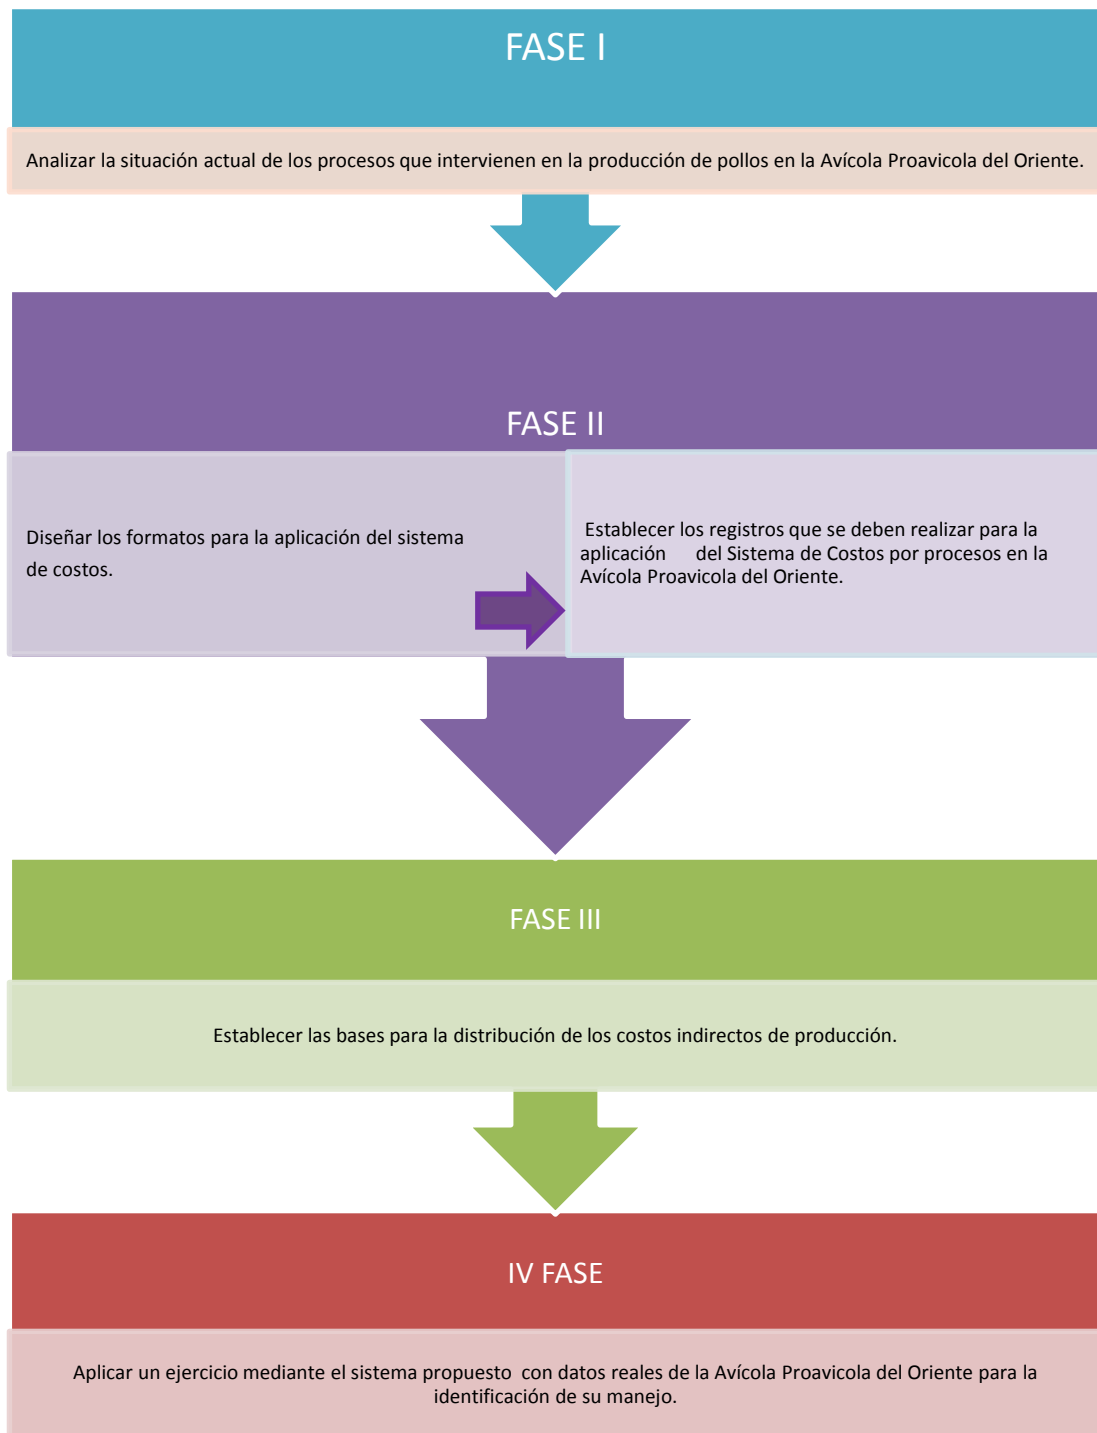 FASE I
Analizar la situación actual de los procesos que intervienen en la producción de pollos en la Avícola Proavicola del Oriente.
FASE II
Diseñar los formatos para la aplicación del sistema
de costos.
Establecer los registros que se deben realizar para la
aplicación del Sistema de Costos por procesos en la
Avícola Proavicola del Oriente.
FASE III
Establecer las bases para la distribución de los costos indirectos de producción.
IV FASE
Aplicar un ejercicio mediante el sistema propuesto con datos reales de la Avícola Proavicola del Oriente para la
identificación de su manejo.